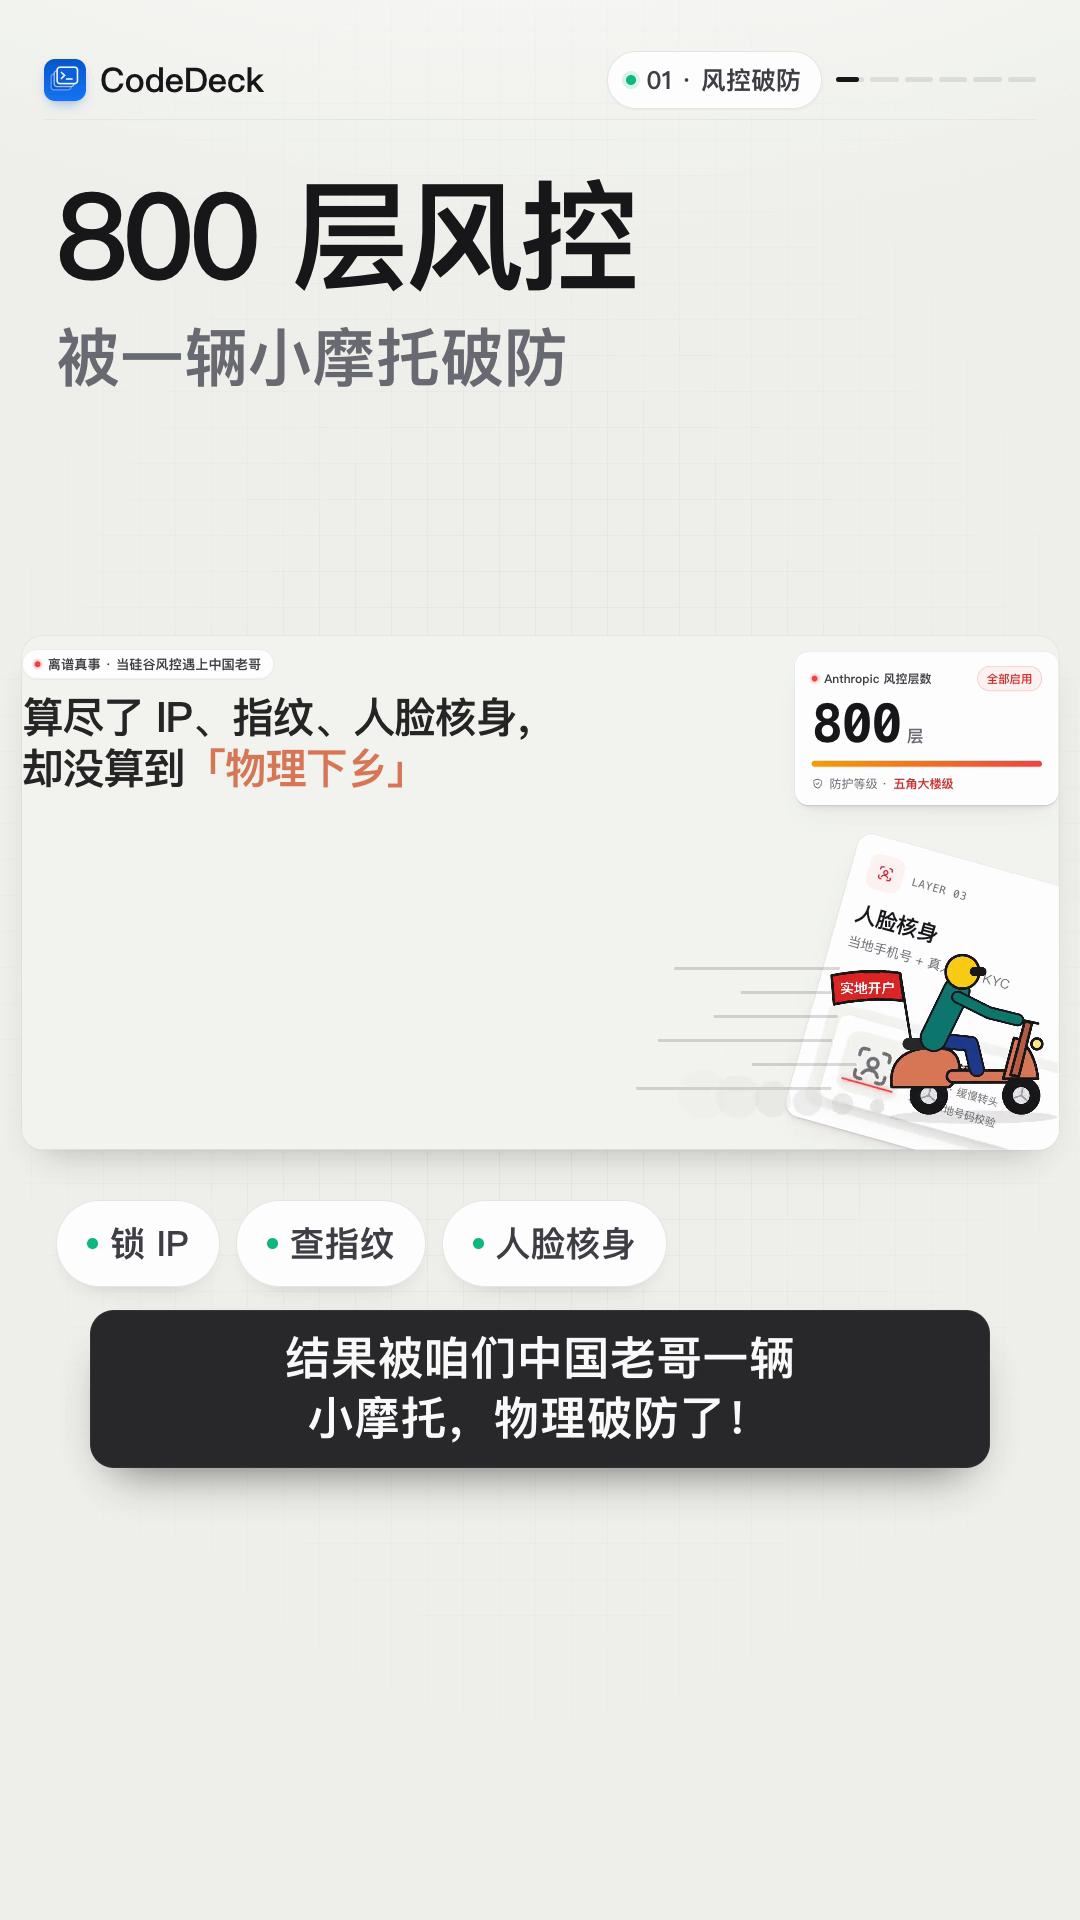 CodeDeck
01 · 风控破防
800 层风控
被一辆小摩托破防
离谱真事 · 当硅谷风控遇上中国老哥
算尽了 IP、指纹、人脸核身，
却没算到「物理下乡」
Anthropic 风控层数
全部启用
800 层
防护等级 · 五角大楼级
LAYER 03
人脸核身
当地手机号 + 真
KYC
实地开户
缓慢转头
地号码校验
锁 IP
查指纹
人脸核身
结果被咱们中国老哥一辆
小摩托，物理破防了！